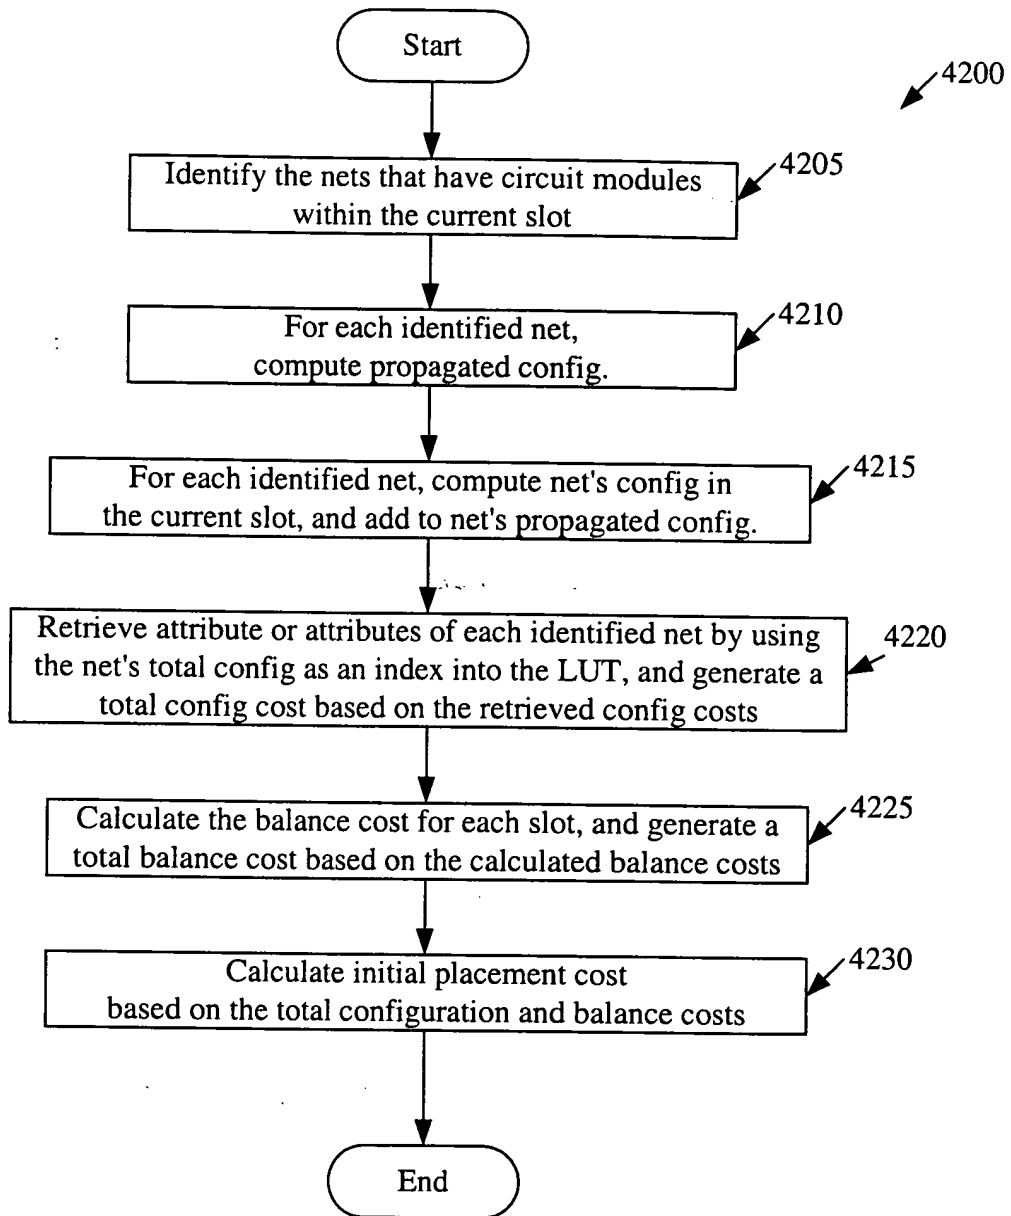 Start
4200
4205
Identify the nets that have circuit modules
within the current slot
4210
For each identified net,
compute propagated config.
4215
For each identified net, compute net's config in
the current slot, and add to net's propagated config.
4220
Retrieve attribute or attributes of each identified net by using
the net's total config as an index into the LUT, and generate a
total config cost based on the retrieved config costs
4225
Calculate the balance cost for each slot, and generate a
total balance cost based on the calculated balance costs
4230
Calculate initial placement cost
based on the total configuration and balance costs
End